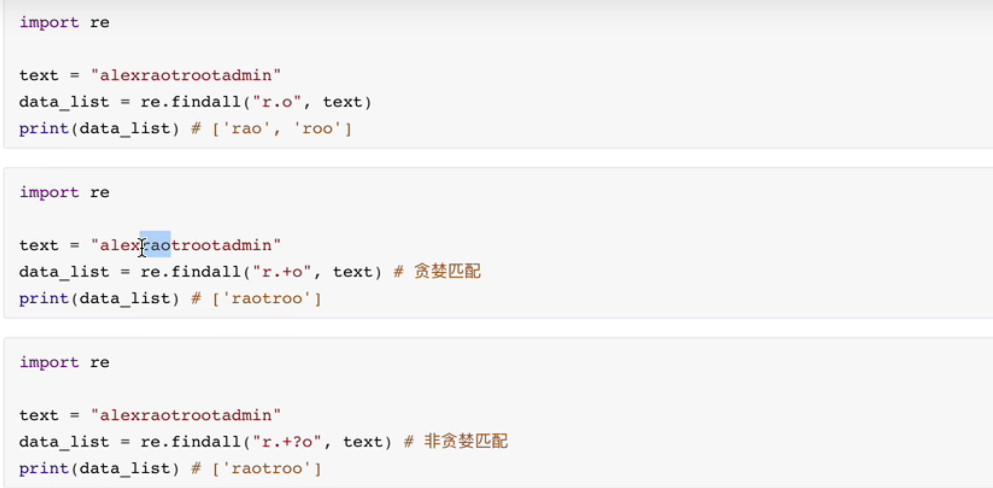 import re
text = "alexraotrootadmin"
data_list = re.findall("r.o", text)
print(data_list) # ['rao', 'roo']
import re
text = "alexraotrootadmin"
data_list = re.findall("r.+o", text) # 贪婪匹配
print(data_list) # ['raotroo']
import re
text = "alexraotrootadmin"
data_list = re.findall("r.+?o", text) # 非贪婪匹配
print(data_list) # ['raotroo']